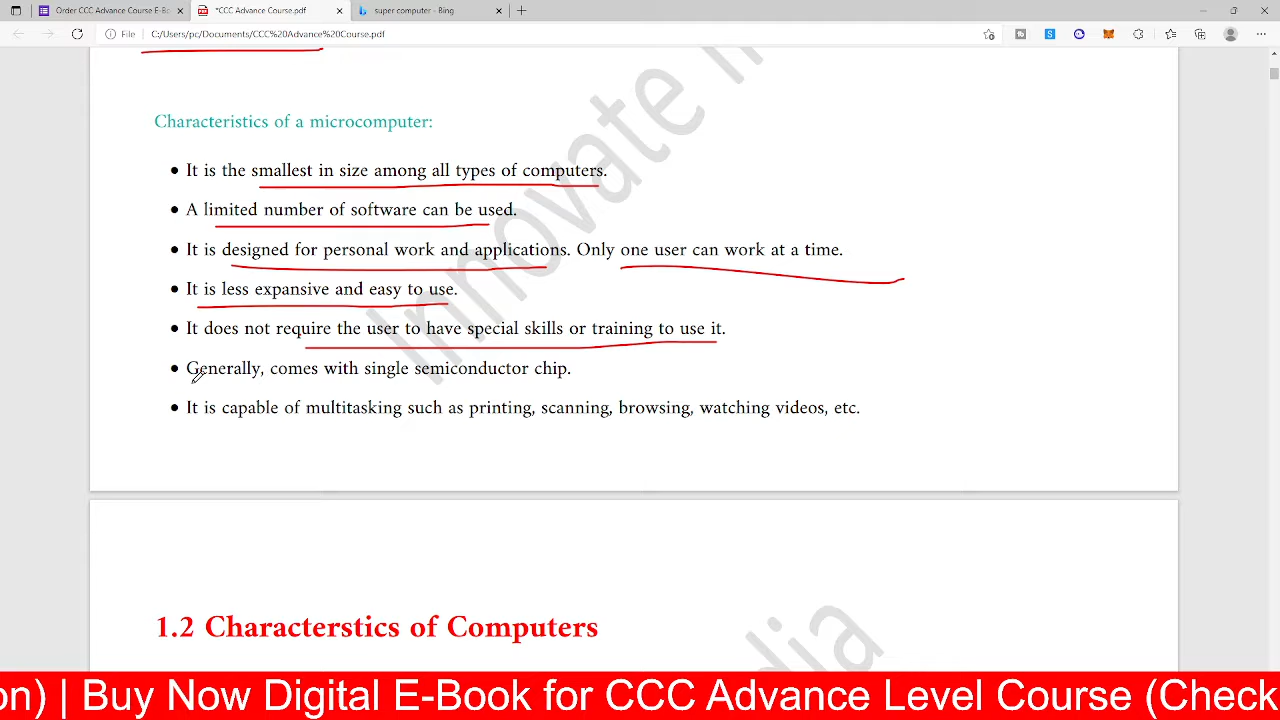 Order CCC Advance Course E-Bo
*CCC Advance Course.pdf
super computer - Bing
File
C:/Users/pc/Documents/CCC%20Advance%20Course.pdf
Innovate
Characteristics of a microcomputer:
• It is the smallest in size among all types of computers.
• A limited number of software can be used.
• It is designed for personal work and applications. Only one user can work at a time.
• It is less expansive and easy to use.
• It does not require the user to have special skills or training to use it.
• Generally, comes with single semiconductor chip.
• It is capable of multitasking such as printing, scanning, browsing, watching videos, etc.
1.2 Characterstics of Computers
on) | Buy Now Digital E-Book for CCC Advance Level Course (Check